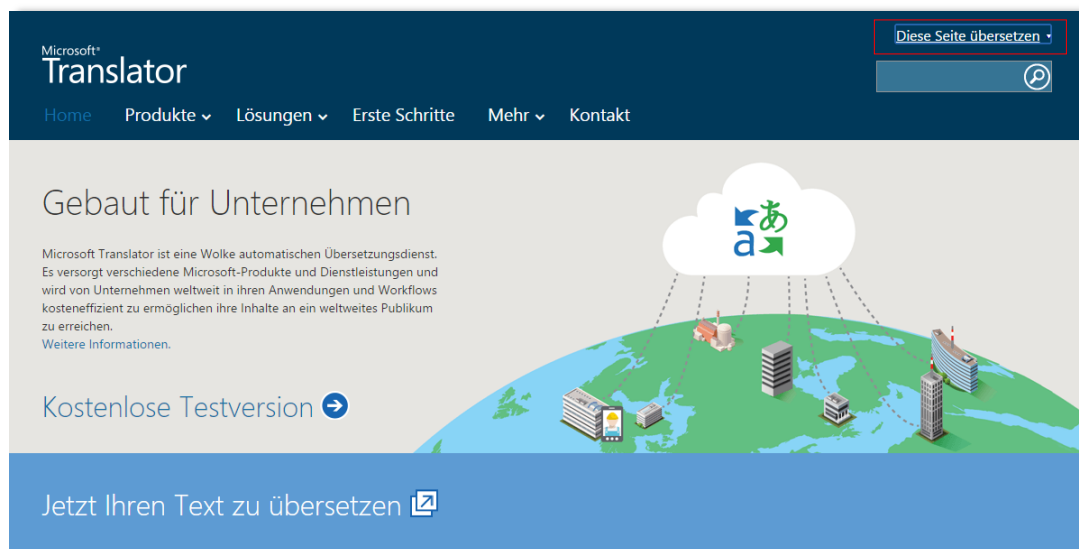 Diese Seite übersetzen
Microsoft®
Translator
Home Produkte Lösungen Erste Schritte Mehr Kontakt
Gebaut für Unternehmen
Microsoft Translator ist eine Wolke automatischen Übersetzungsdienst.
Es versorgt verschiedene Microsoft-Produkte und Dienstleistungen und
wird von Unternehmen weltweit in ihren Anwendungen und Workflows
kosteneffizient zu ermöglichen ihre Inhalte an ein weltweites Publikum
zu erreichen.
Weitere Informationen.
あ
a
Kostenlose Testversion
Jetzt Ihren Text zu übersetzen